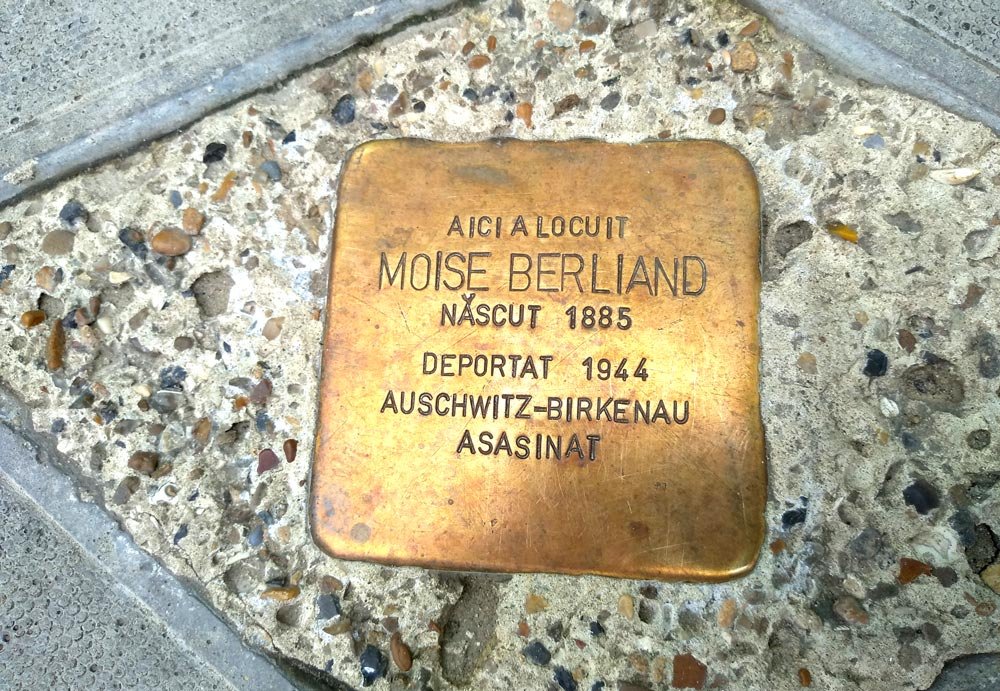 AICI A LOCUIT
MOISE BERLIAND
NĂSCUT 1885
DEPORTAT 1944
AUSCHWITZ-BIRKENAU
ASASINAT